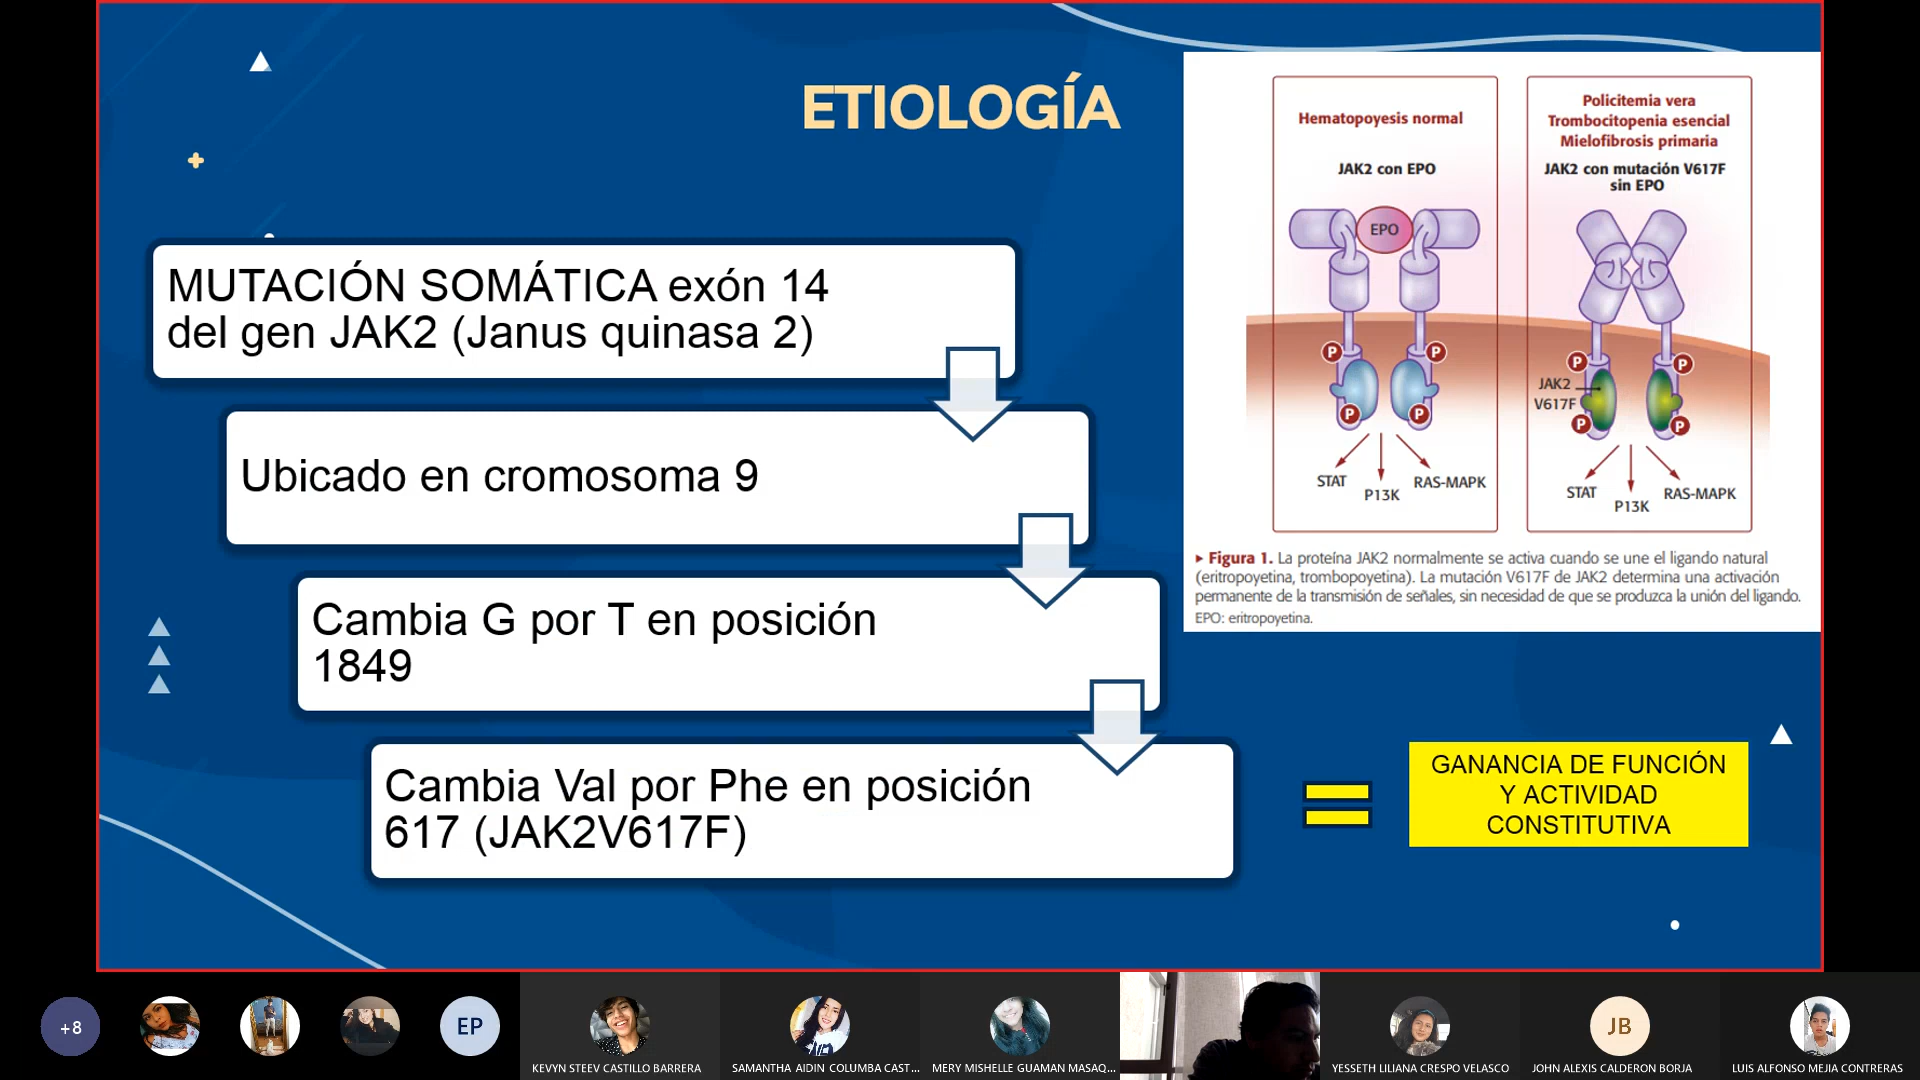 ETIOLOGÍA
MUTACIÓN SOMÁTICA exón 14
del gen JAK2 (Janus quinasa 2)
Ubicado en cromosoma 9
Cambia G por T en posición
1849
Cambia Val por Phe en posición
617 (JAK2V617F)
GANANCIA DE FUNCIÓN
Y ACTIVIDAD
CONSTITUTIVA
Hematopoyesis normal
JAK2 con EPO
EPO
P
P
P
P
STAT
P13K
RAS-MAPK
Policitemia vera
Trombocitopenia esencial
Mielofibrosis primaria
JAK2 con mutación V617F
sin EPO
P
P
JAK2
V617F
P
P
STAT
P13K
RAS-MAPK
▸ Figura 1. La proteína JAK2 normalmente se activa cuando se une el ligando natural
(eritropoyetina, trombopoyetina). La mutación V617F de JAK2 determina una activación
permanente de la transmisión de señales, sin necesidad de que se produzca la unión del ligando.
EPO: eritropoyetina.
+8
EP
KEVYN STEEV CASTILLO BARRERA
SAMANTHA AIDIN COLUMBA CAST...
MERY MISHELLE GUAMAN MASAQ...
YESSETH LILIANA CRESPO VELASCO
JB
JOHN ALEXIS CALDERON BORJA
LUIS ALFONSO MEJIA CONTRERAS